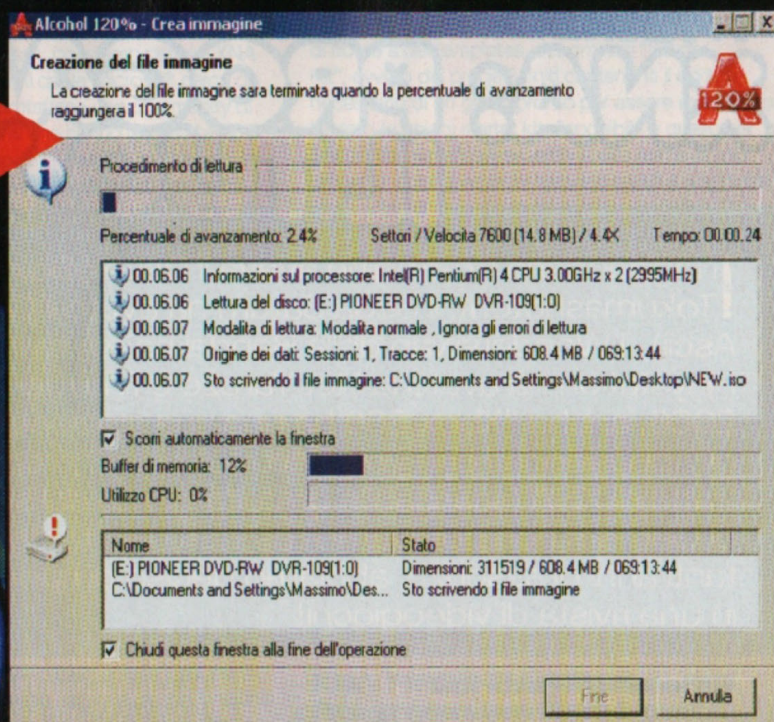 Alcohol 120% - Crea immagine
Creazione del file immagine
La creazione del file immagine sara terminata quando la percentuale di avanzamento
raggiungera il 100%.
A
120%
Procedimento di lettura
Percentuale di avanzamento: 2.4% Settori / Velocita 7600 (14.8 MB) / 4.4X Tempo: 00.00.24
00.06.06 Informazioni sul processore: Intel(R) Pentium(R) 4 CPU 3.00GHz x 2 (2995MHz)
00.06.06 Lettura del disco: (E:) PIONEER DVD-RW DVR-109(1:0)
00.06.07 Modalita di lettura: Modalita normale , Ignora gli errori di lettura
00.06.07 Origine dei dati: Sessioni: 1, Tracce: 1, Dimensioni: 608.4 MB / 069:13:44
00.06.07 Sto scrivendo il file immagine: C:\Documents and Settings\Massimo\Desktop\NEW.iso
Scorri automaticamente la finestra
Buffer di memoria: 12%
Utilizzo CPU: 0%
Nome Stato
(E:) PIONEER DVD-RW DVR-109(1:0) Dimensioni: 311519 / 608.4 MB / 069:13:44
C:\Documents and Settings\Massimo\Des... Sto scrivendo il file immagine
Chiudi questa finestra alla fine dell'operazione
Fine Annulla